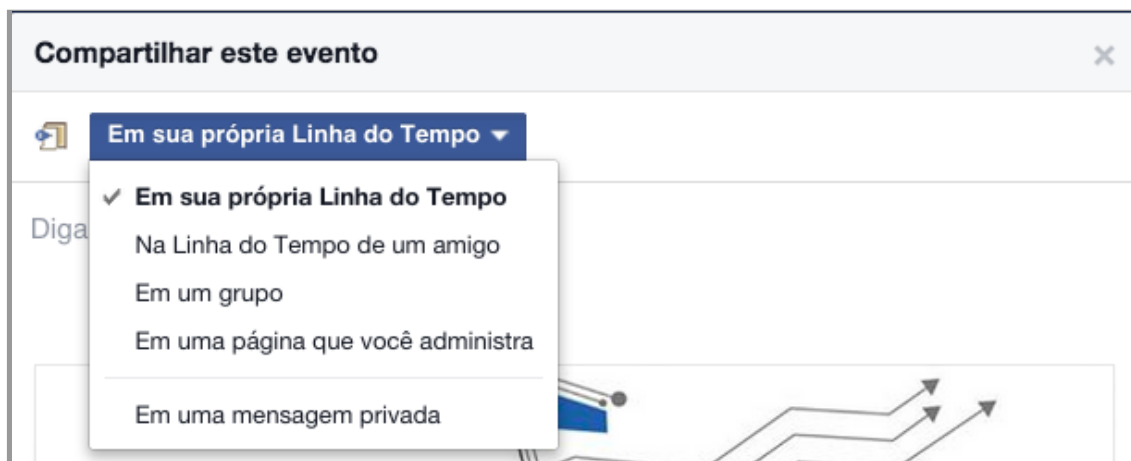 Compartilhar este evento
Em sua própria Linha do Tempo
Em sua própria Linha do Tempo
Diga
Na Linha do Tempo de um amigo
Em um grupo
Em uma página que você administra
Em uma mensagem privada